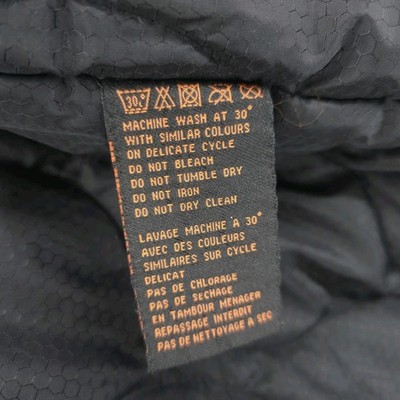 30°
MACHINE WASH AT 30°
WITH SIMILAR COLOURS
ON DELICATE CYCLE
DO NOT BLEACH
DO NOT TUMBLE DRY
DO NOT IRON
DO NOT DRY CLEAN
LAVAGE MACHINE A 30°
AVEC DES COULEURS
SIMILAIRES SUR CYCLE
DELICAT
PAS DE CHLORAGE
PAS DE SECHAGE
EN TAMBOUR MENAGER
REPASSAGE INTERDIT
PAS DE NETTOYAGE A SEC